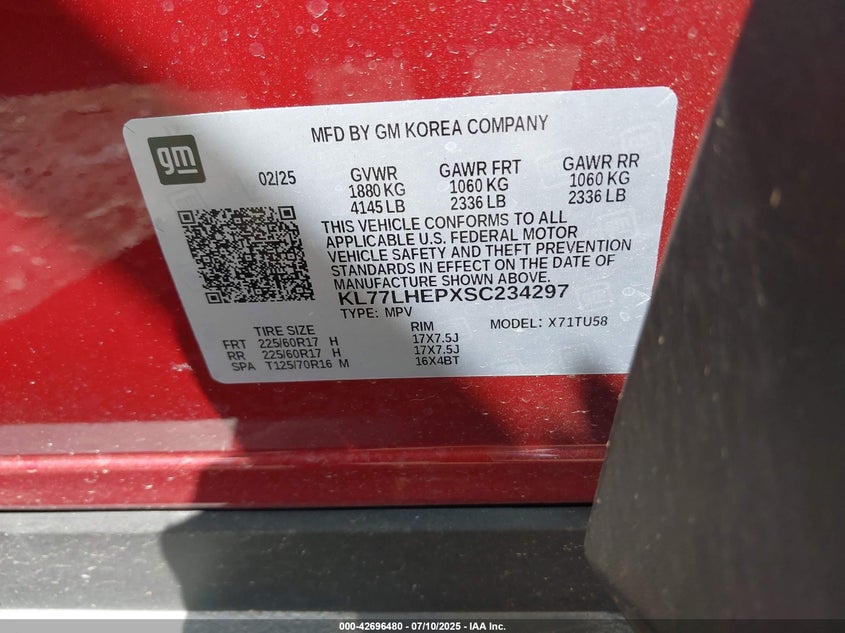 MFD BY GM KOREA COMPANY
gm
02/25 GVWR GAWR FRT GAWR RR
1880 KG 1060 KG 1060 KG
4145 LB 2336 LB 2336 LB
THIS VEHICLE CONFORMS TO ALL
APPLICABLE U.S. FEDERAL MOTOR
VEHICLE SAFETY AND THEFT PREVENTION
STANDARDS IN EFFECT ON THE DATE OF
MANUFACTURE SHOWN ABOVE.
KL77LHEPXSC234297
TYPE: MPV MODEL: X71TU58
TIRE SIZE RIM
FRT 225/60R17 H 17X7.5J
RR 225/60R17 H 17X7.5J
SPA T125/70R16 M 16X4BT
000-42696480 - 07/10/2025 - IAA Inc.